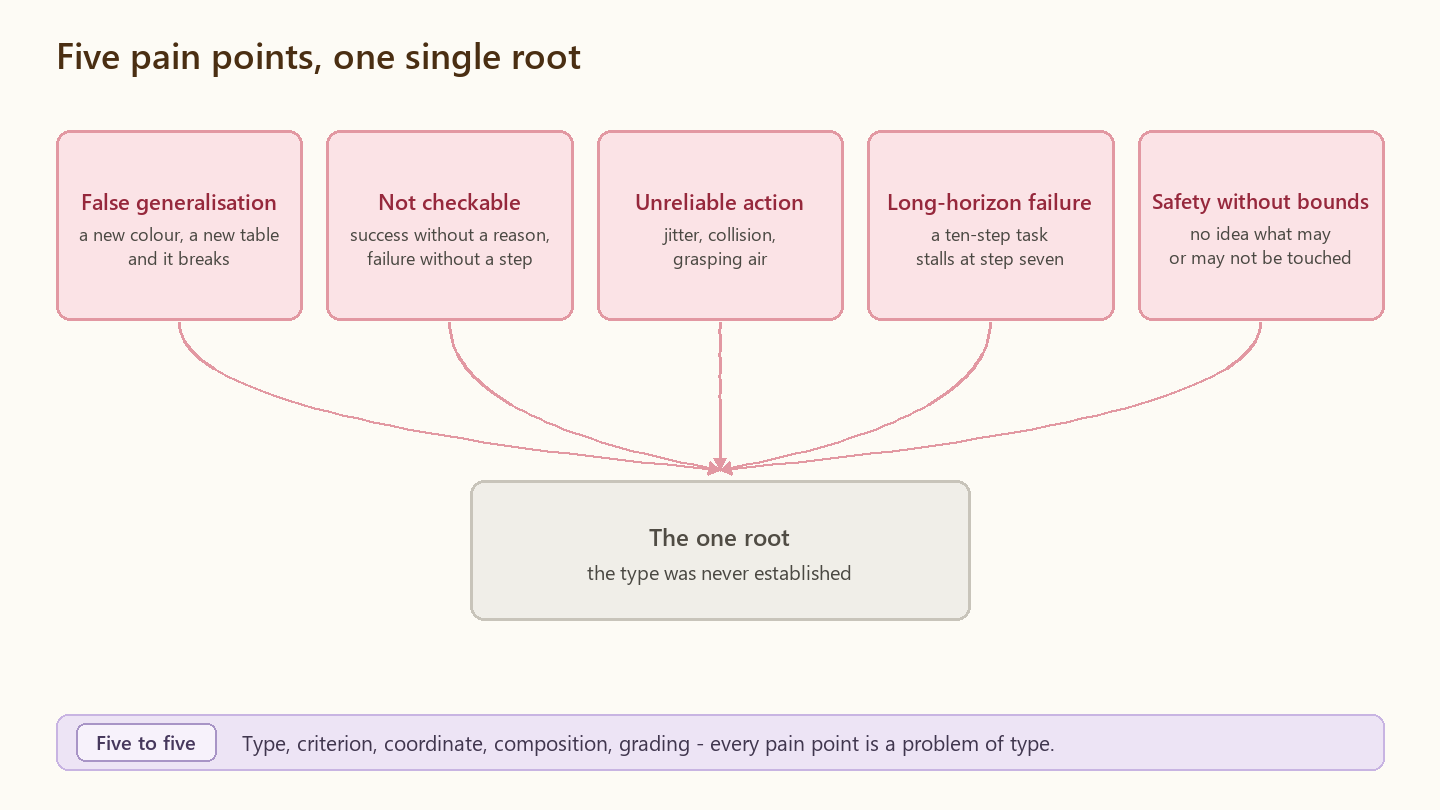 Five pain points, one single root
False generalisation
a new colour, a new table
and it breaks
Not checkable
success without a reason,
failure without a step
Unreliable action
jitter, collision,
grasping air
Long-horizon failure
a ten-step task
stalls at step seven
Safety without bounds
no idea what may
or may not be touched
The one root
the type was never established
Five to five
Type, criterion, coordinate, composition, grading - every pain point is a problem of type.